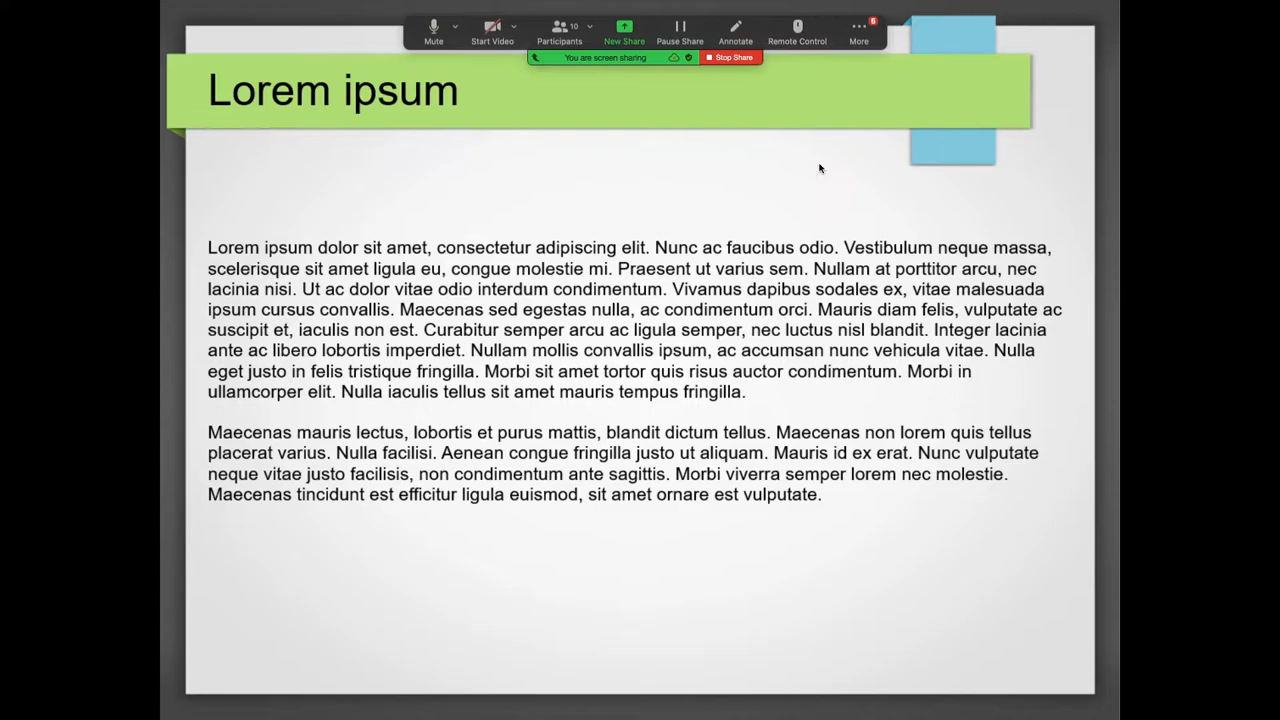 10
5
Mute
Start Video
Participants
New Share
Pause Share
Annotate
Remote Control
More
You are screen sharing
Stop Share
Lorem ipsum
Lorem ipsum dolor sit amet, consectetur adipiscing elit. Nunc ac faucibus odio. Vestibulum neque massa,
scelerisque sit amet ligula eu, congue molestie mi. Praesent ut varius sem. Nullam at porttitor arcu, nec
lacinia nisi. Ut ac dolor vitae odio interdum condimentum. Vivamus dapibus sodales ex, vitae malesuada
ipsum cursus convallis. Maecenas sed egestas nulla, ac condimentum orci. Mauris diam felis, vulputate ac
suscipit et, iaculis non est. Curabitur semper arcu ac ligula semper, nec luctus nisl blandit. Integer lacinia
ante ac libero lobortis imperdiet. Nullam mollis convallis ipsum, ac accumsan nunc vehicula vitae. Nulla
eget justo in felis tristique fringilla. Morbi sit amet tortor quis risus auctor condimentum. Morbi in
ullamcorper elit. Nulla iaculis tellus sit amet mauris tempus fringilla.
Maecenas mauris lectus, lobortis et purus mattis, blandit dictum tellus. Maecenas non lorem quis tellus
placerat varius. Nulla facilisi. Aenean congue fringilla justo ut aliquam. Mauris id ex erat. Nunc vulputate
neque vitae justo facilisis, non condimentum ante sagittis. Morbi viverra semper lorem nec molestie.
Maecenas tincidunt est efficitur ligula euismod, sit amet ornare est vulputate.